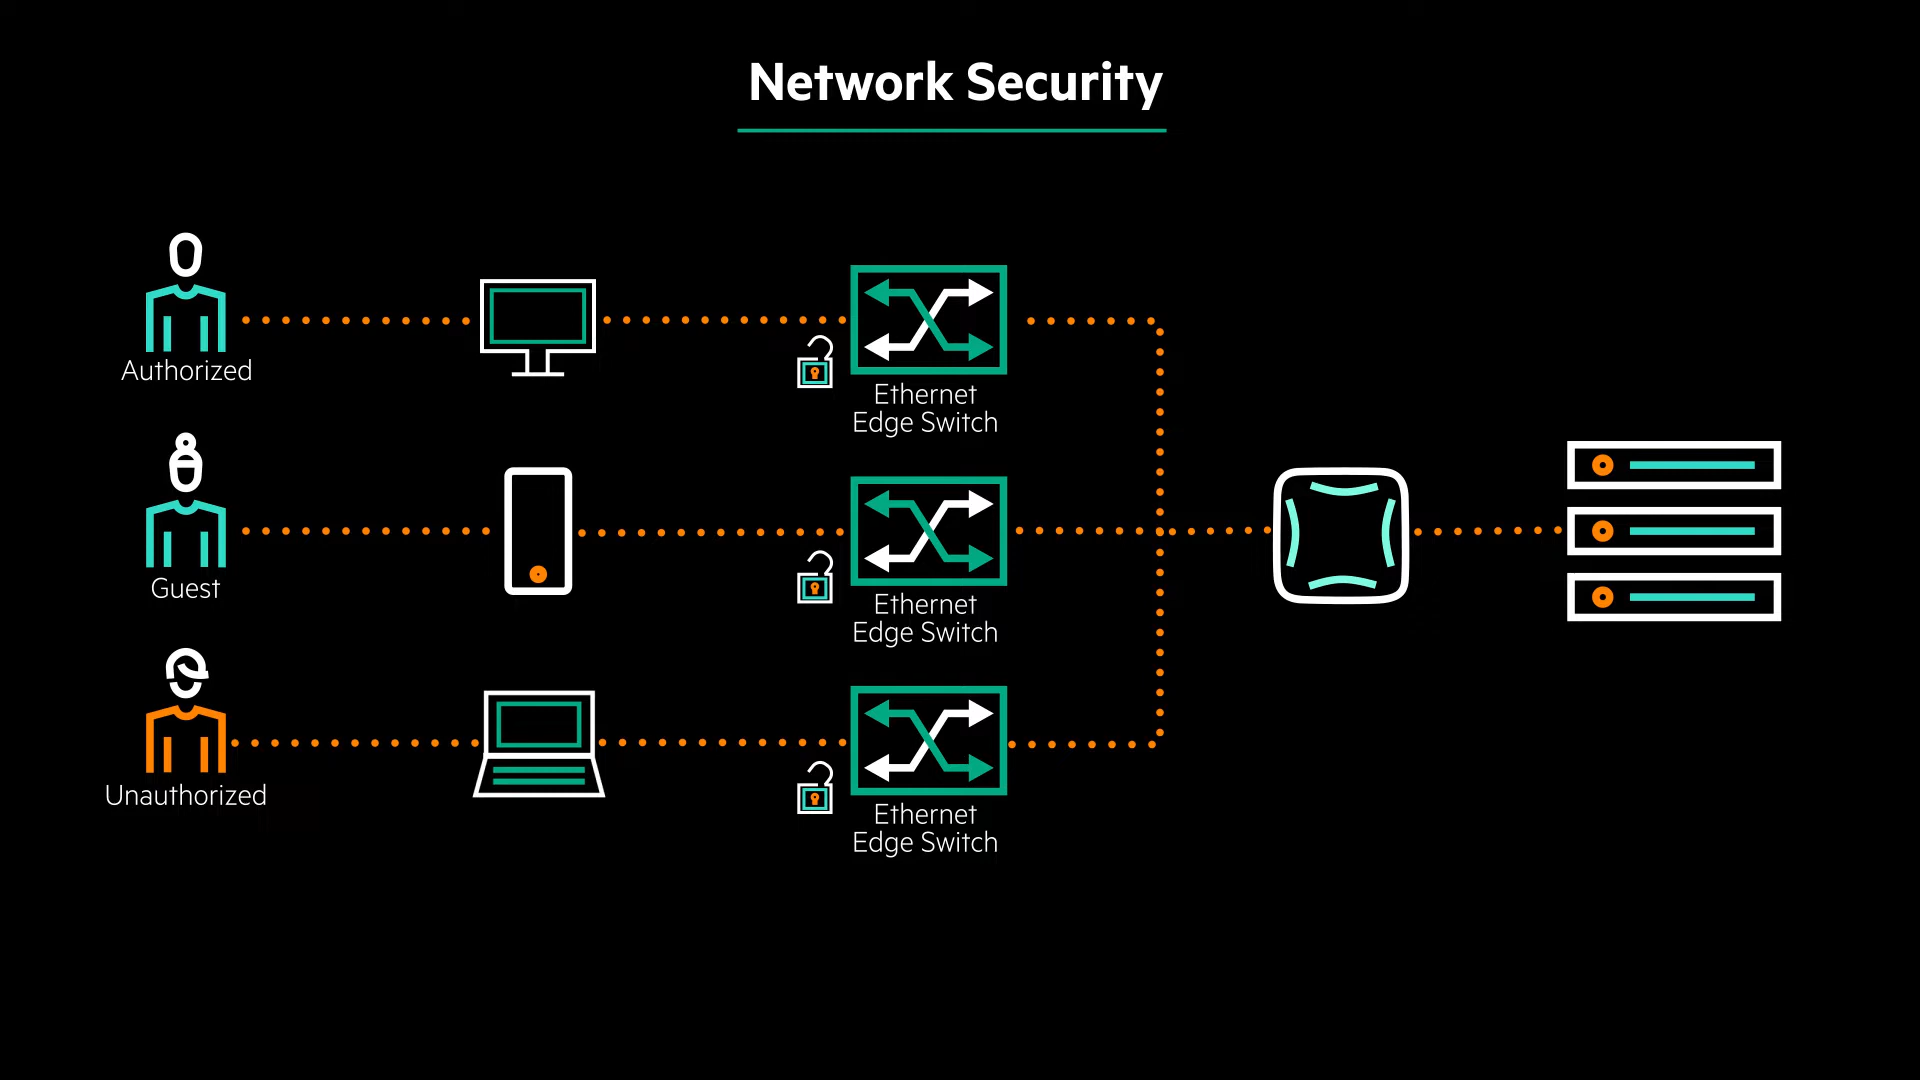 Network Security
Authorized
Ethernet
Edge Switch
Guest
Ethernet
Edge Switch
Unauthorized
Ethernet
Edge Switch